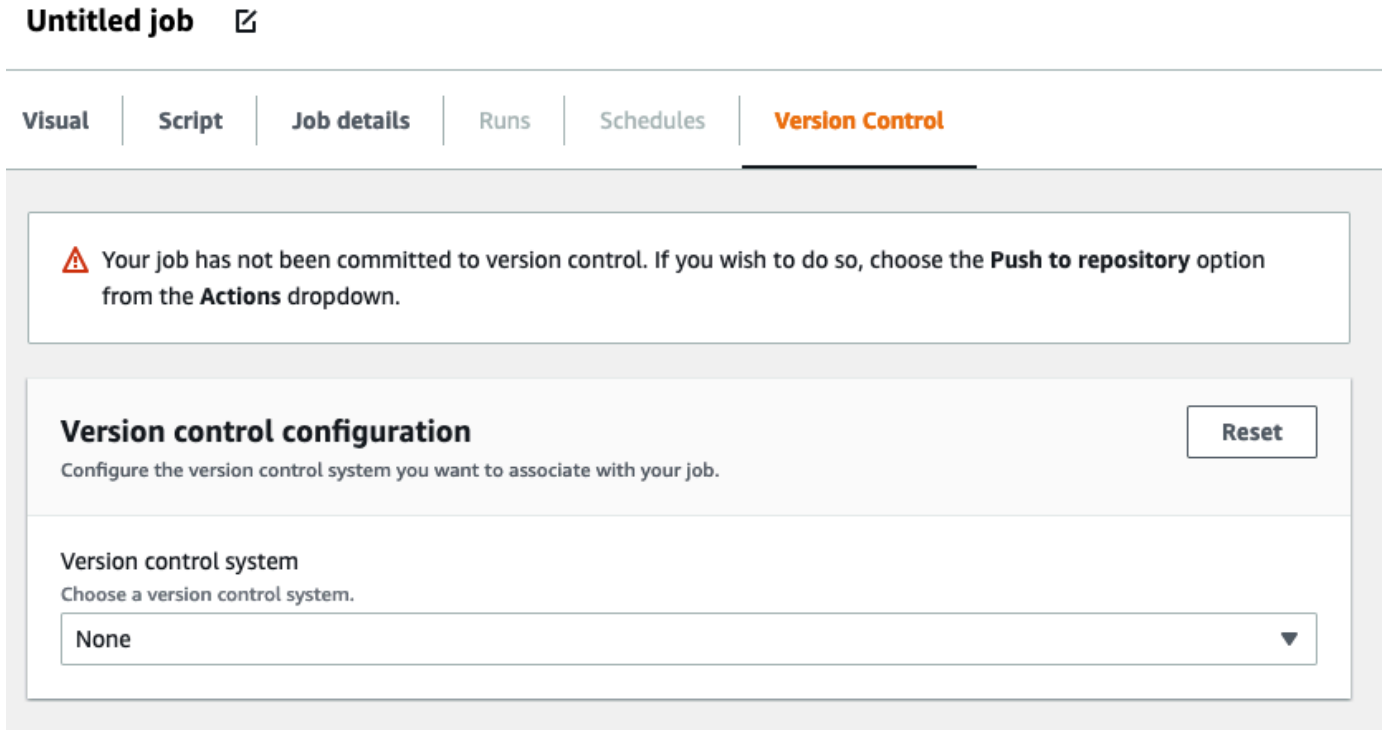 Untitled job
Visual
Script
Job details
Runs
Schedules
Version Control
Your job has not been committed to version control. If you wish to do so, choose the Push to repository option
from the Actions dropdown.
Version control configuration
Reset
Configure the version control system you want to associate with your job.
Version control system
Choose a version control system.
None